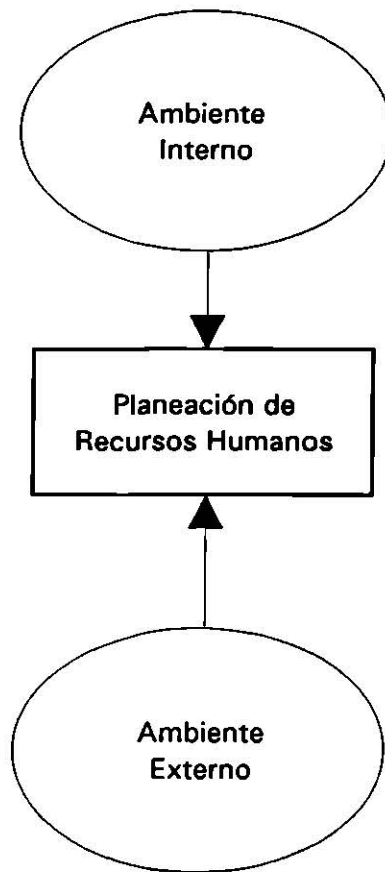 Ambiente
Interno
Planeación de
Recursos Humanos
Ambiente
Externo